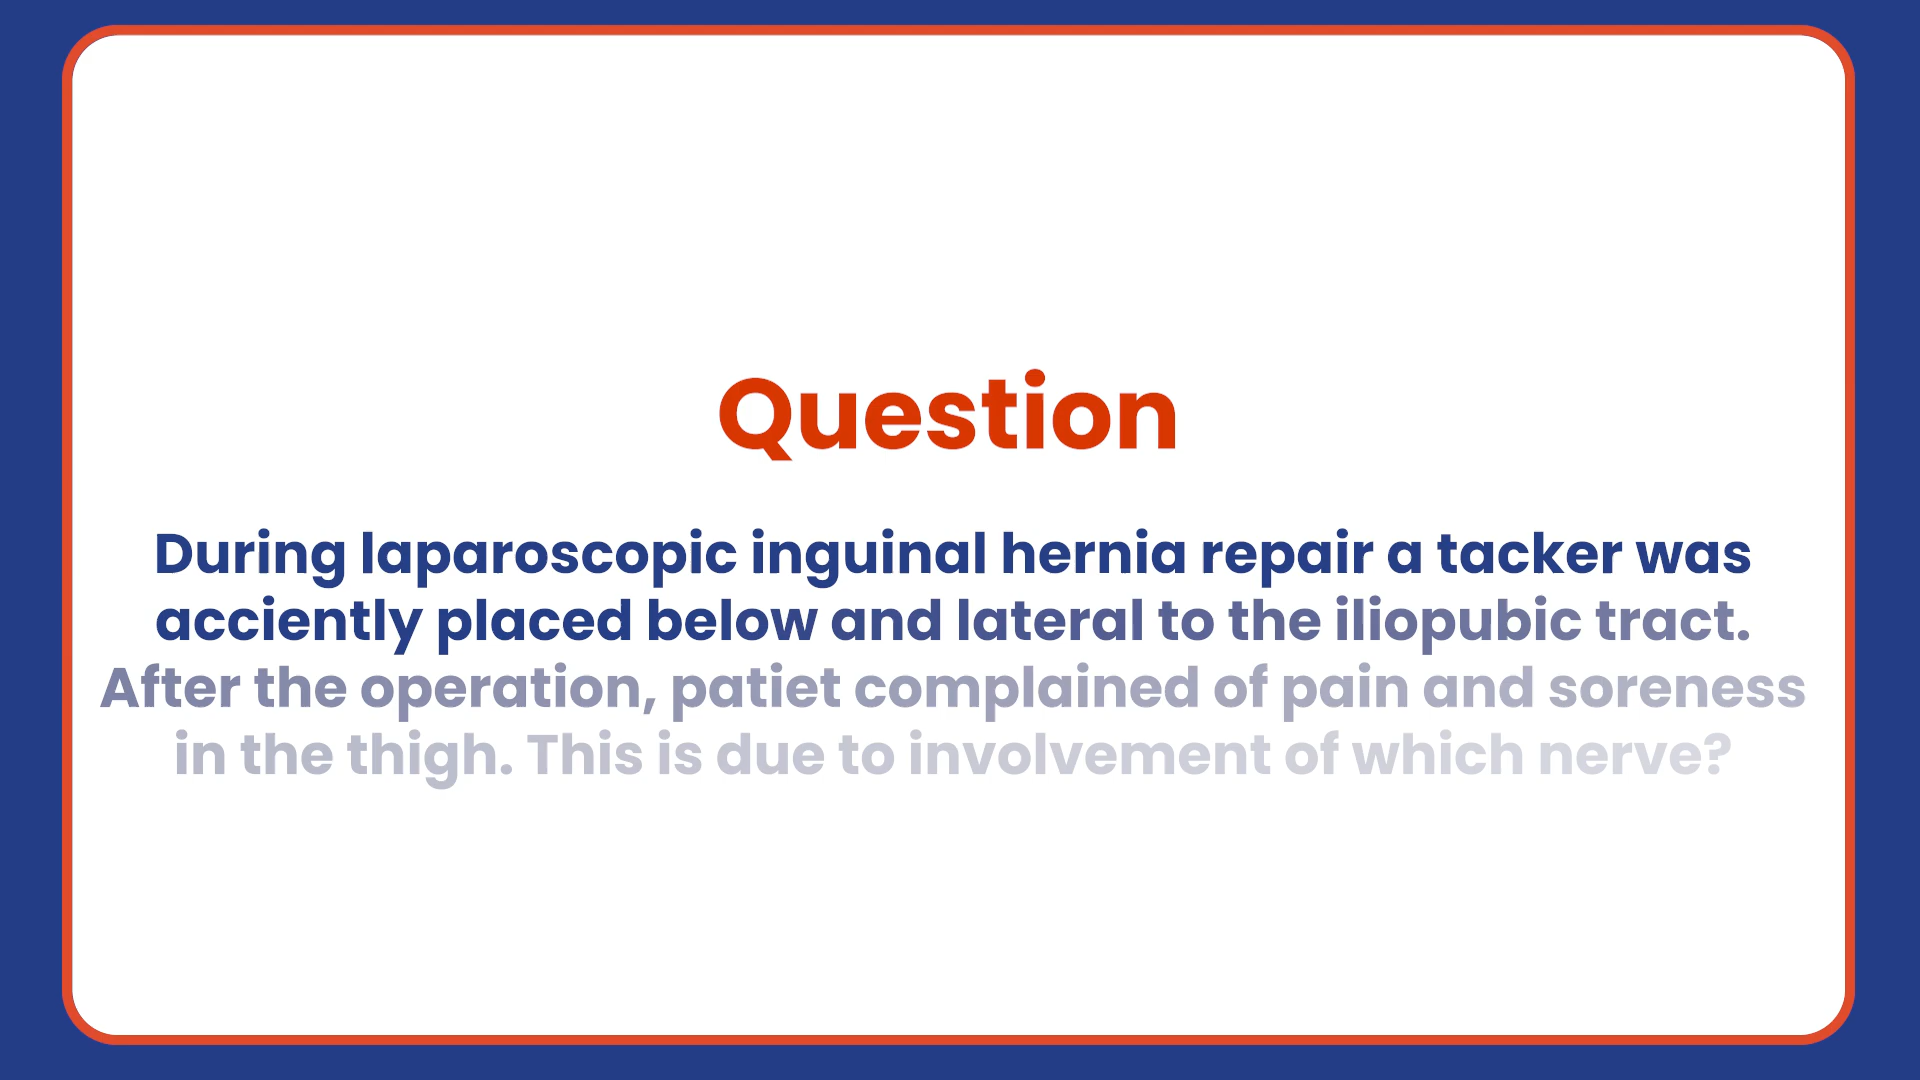 Question
During laparoscopic inguinal hernia repair a tacker was
acciently placed below and lateral to the iliopubic tract.
After the operation, patiet complained of pain and soreness
in the thigh. This is due to involvement of which nerve?